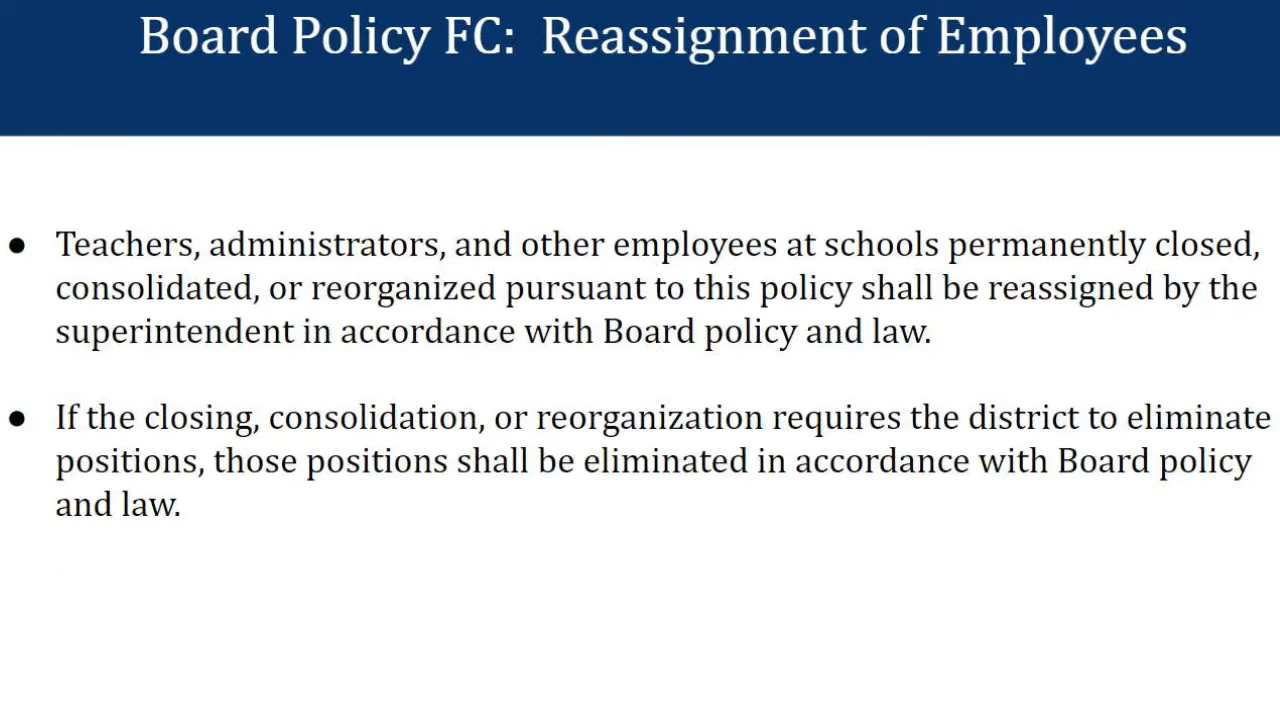 Board Policy FC:  Reassignment of Employees
● Teachers, administrators, and other employees at schools permanently closed,
consolidated, or reorganized pursuant to this policy shall be reassigned by the
superintendent in accordance with Board policy and law.
● If the closing, consolidation, or reorganization requires the district to eliminate
positions, those positions shall be eliminated in accordance with Board policy
and law.